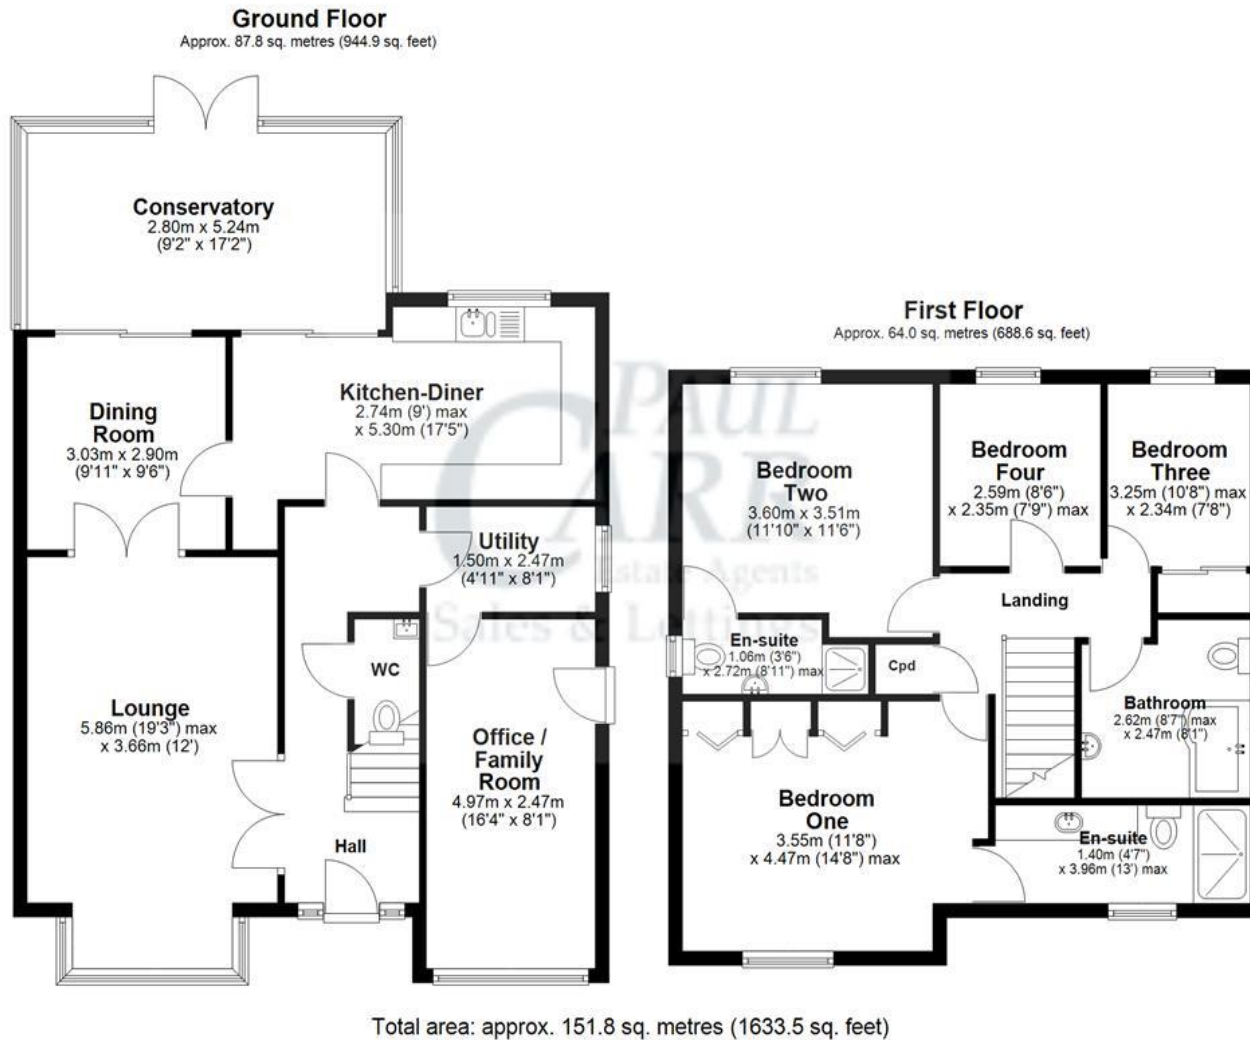 Ground Floor
Approx. 87.8 sq. metres (944.9 sq. feet)
Conservatory
2.80m x 5.24m
(9'2" x 17'2")
Kitchen-Diner
2.74m (9') max
x 5.30m (17'5")
Dining
Room
3.03m x 2.90m
(9'11" x 9'6")
Utility
1.50m x 2.47m
(4'11" x 8'1")
WC
Lounge
5.86m (19'3") max
x 3.66m (12')
Office /
Family
Room
4.97m x 2.47m
(16'4" x 8'1")
Hall
First Floor
Approx. 64.0 sq. metres (688.6 sq. feet)
Bedroom
Two
3.60m x 3.51m
(11'10" x 11'6")
Bedroom
Four
2.59m (8'6")
x 2.35m (7'9") max
Bedroom
Three
3.25m (10'8") max
x 2.34m (7'8")
Landing
En-suite
1.06m (3'6")
x 2.72m (8'11") max
Cpd
Bathroom
2.62m (8'7") max
x 2.47m (8'1")
Bedroom
One
3.55m (11'8")
x 4.47m (14'8") max
En-suite
1.40m (4'7")
x 3.96m (13') max
PAUL
CARR
Estate Agents
Sales & Lettings
Total area: approx. 151.8 sq. metres (1633.5 sq. feet)